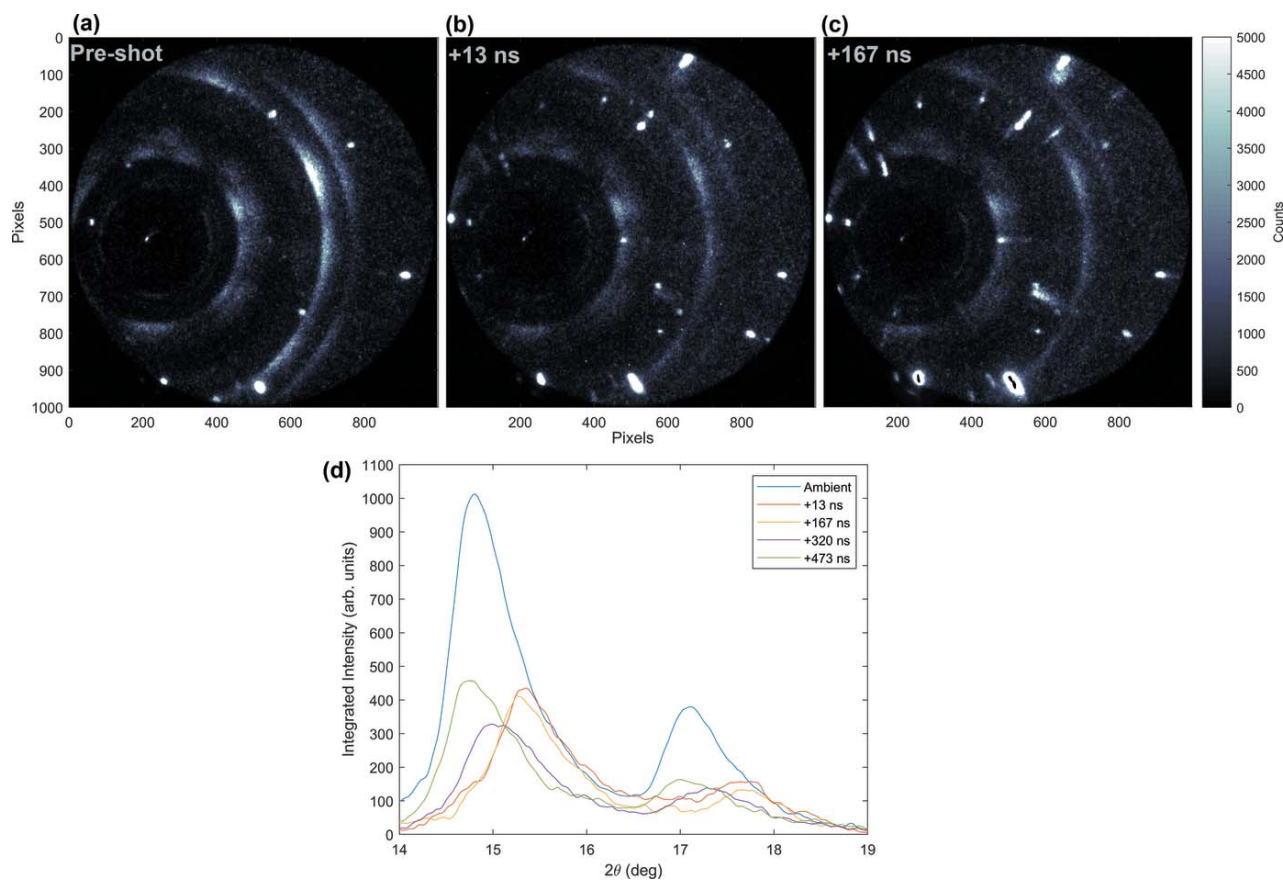 (a)
(b)
(c)
Pre-shot
+13 ns
+167 ns
0
100
200
300
400
500
600
700
800
900
1000
Pixels
0 200 400 600 800
200 400 600 800
200 400 600 800
Pixels
5000
4500
4000
3500
3000
2500
2000
1500
1000
500
0
Counts
(d)
1100
1000
900
800
700
600
500
400
300
200
100
0
Integrated Intensity (arb. units)
Ambient
+13 ns
+167 ns
+320 ns
+473 ns
14 15 16 17 18 19
2θ (deg)